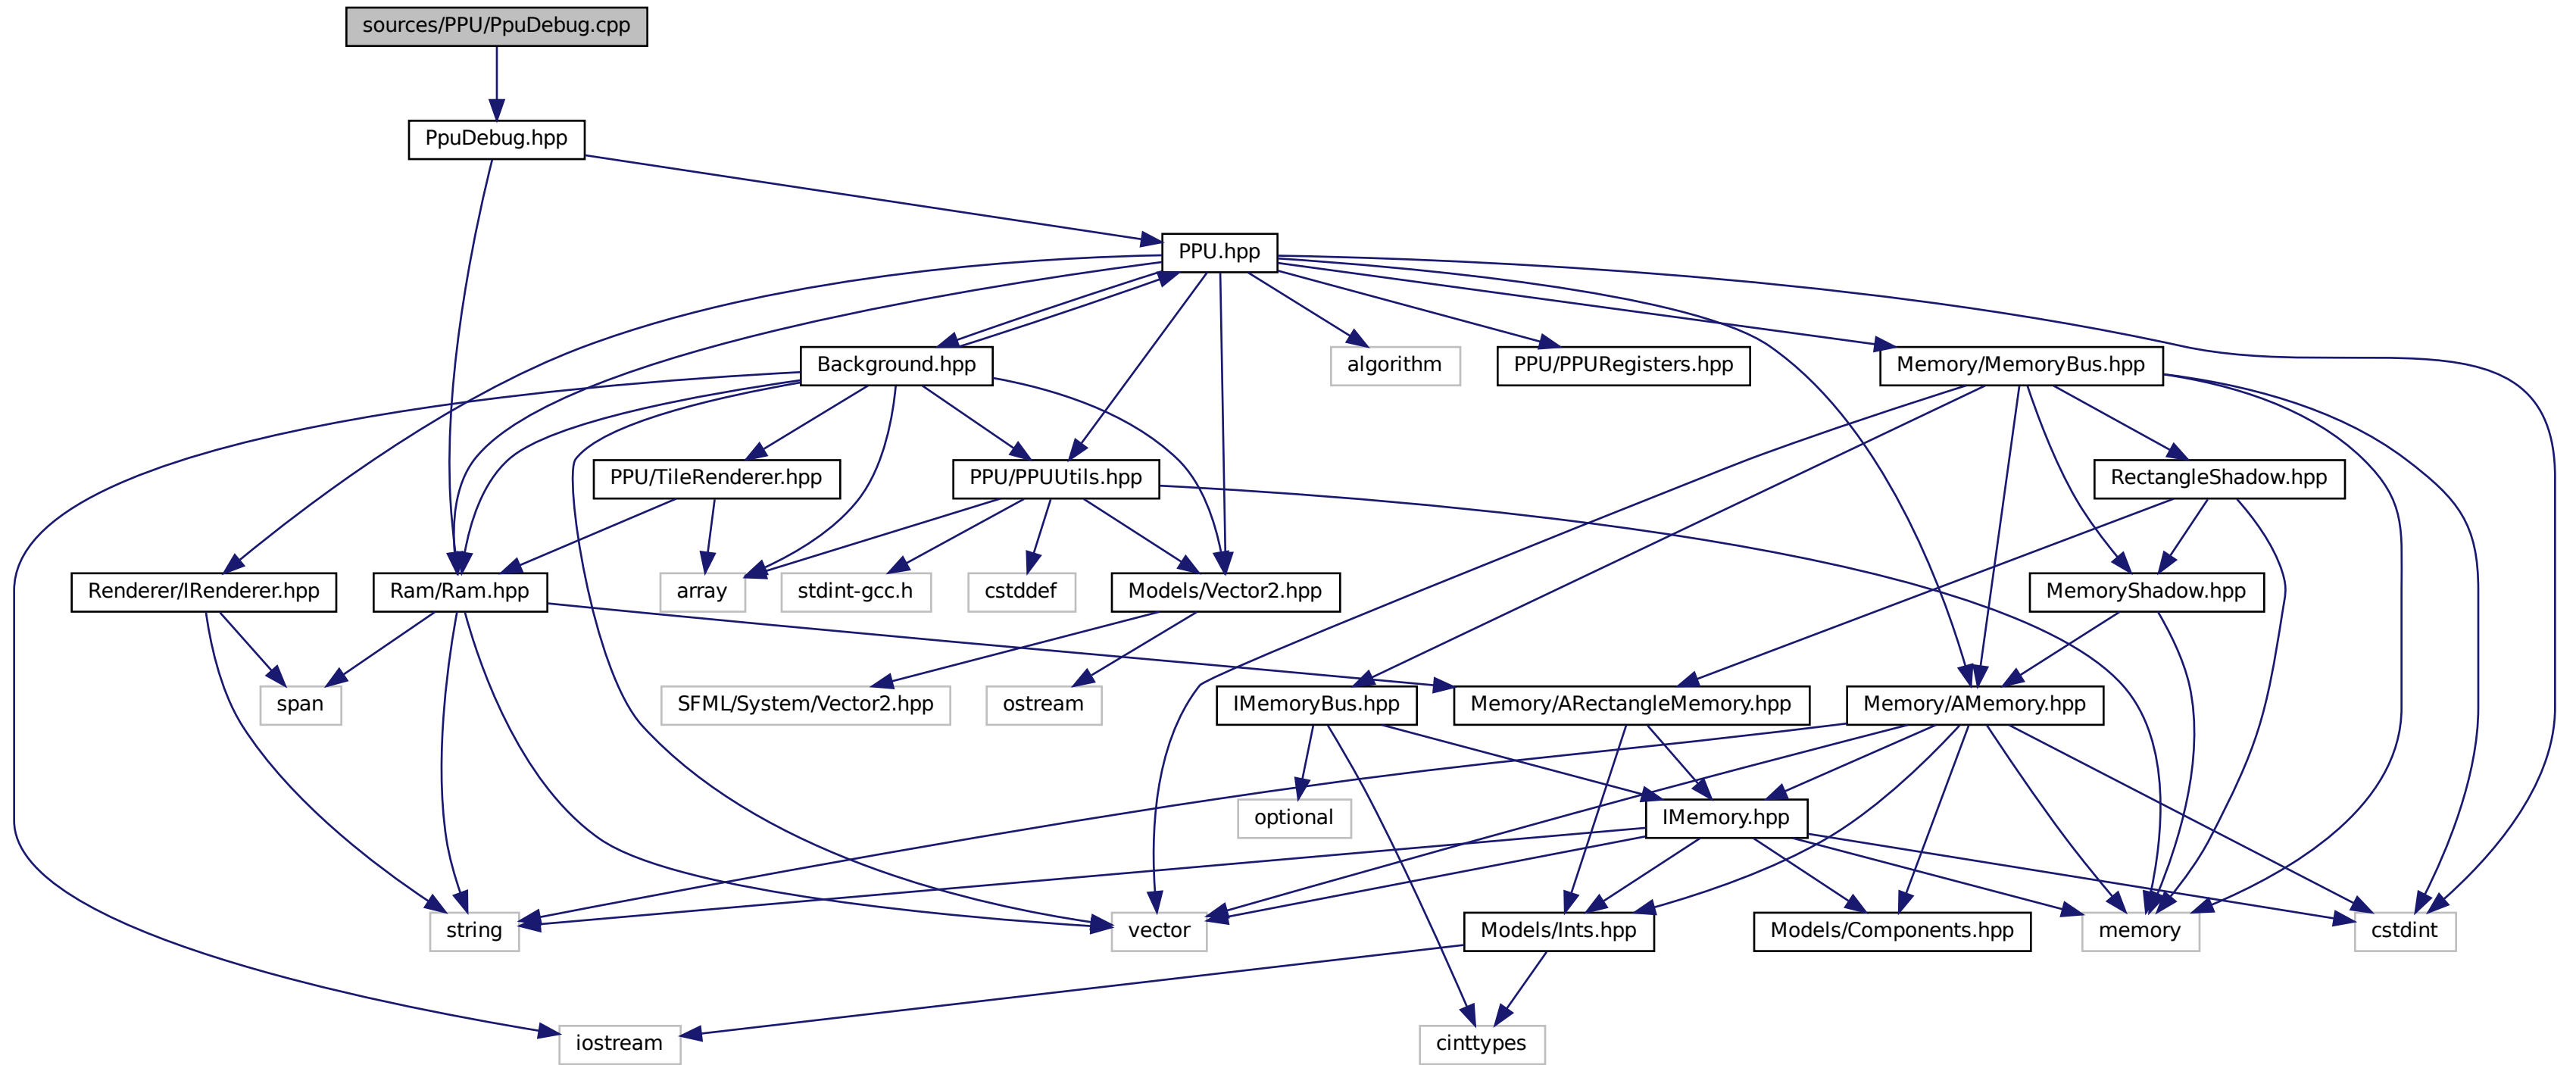 sources/PPU/PpuDebug.cpp
PpuDebug.hpp
PPU.hpp
Background.hpp
algorithm
PPU/PPURegisters.hpp
Memory/MemoryBus.hpp
PPU/TileRenderer.hpp
PPU/PPUUtils.hpp
RectangleShadow.hpp
Renderer/IRenderer.hpp
Ram/Ram.hpp
array
stdint-gcc.h
cstddef
Models/Vector2.hpp
MemoryShadow.hpp
span
SFML/System/Vector2.hpp
ostream
IMemoryBus.hpp
Memory/ARectangleMemory.hpp
Memory/AMemory.hpp
optional
IMemory.hpp
string
vector
Models/Ints.hpp
Models/Components.hpp
memory
cstdint
iostream
cinttypes